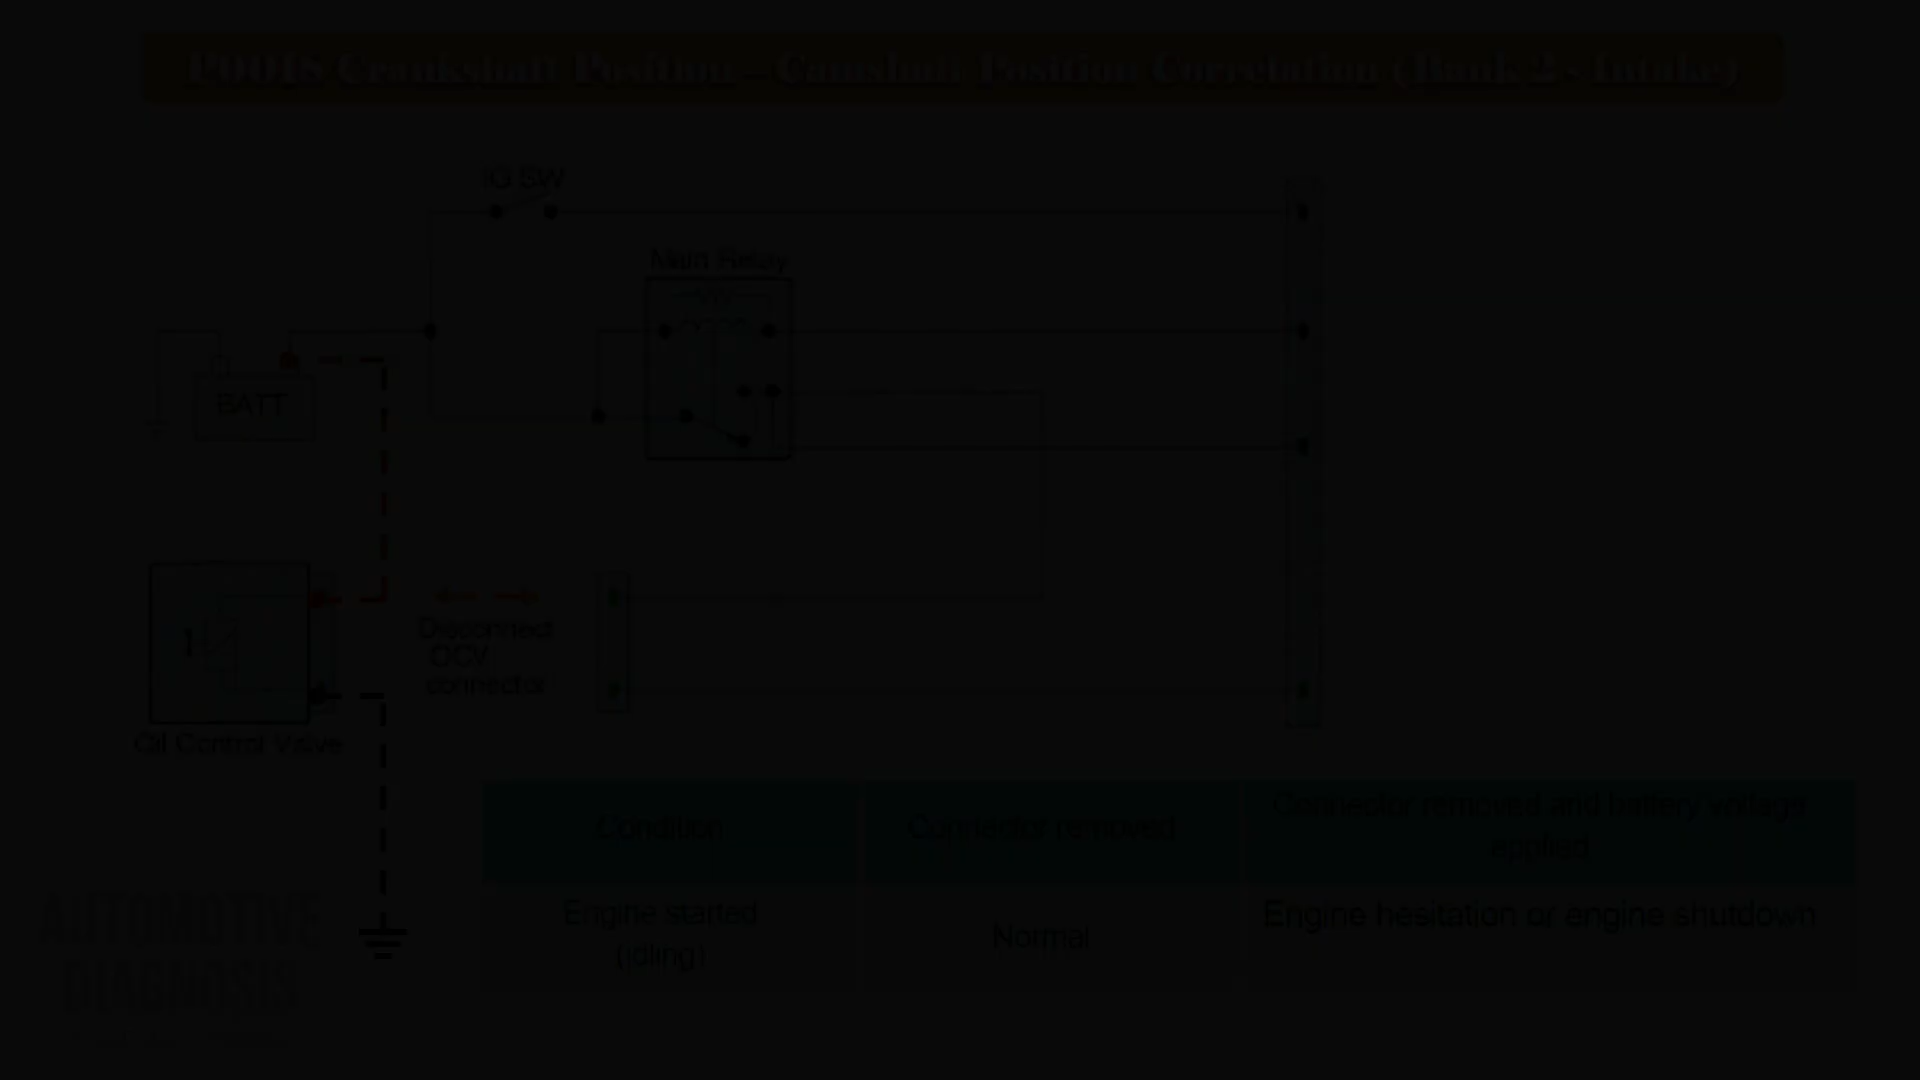 P0018 Crankshaft Position - Camshaft Position Correlation (Bank 2 - Intake)
IG SW
Main Relay
BATT
Disconnect
OCV
connector
Oil Control Valve
Condition
Connector removed
Connector removed and battery voltage
applied
Engine started
(idling)
Normal
Engine hesitation or engine shutdown
AUTOMOTIVE
DIAGNOSIS